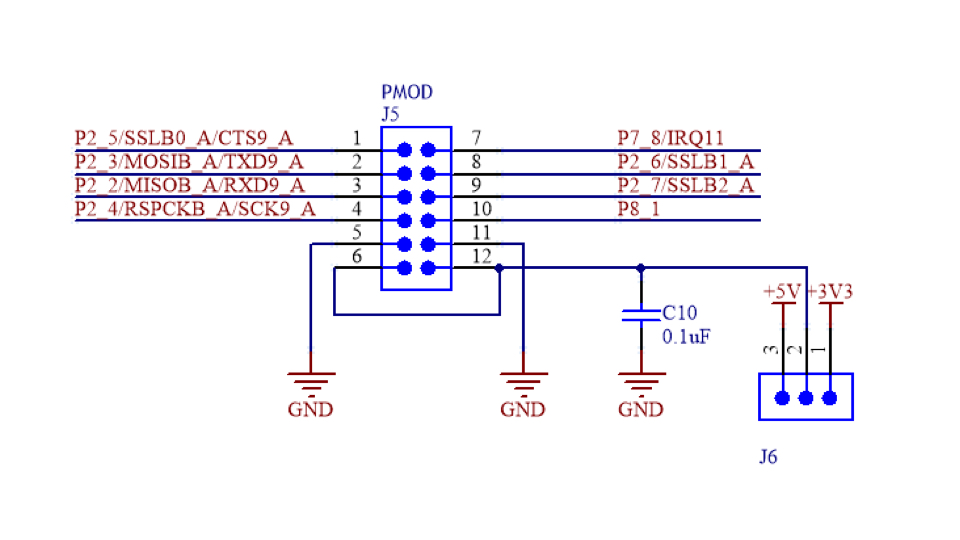 PMOD
J5
P2_5/SSLB0_A/CTS9_A 1 7 P7_8/IRQ11
P2_3/MOSIB_A/TXD9_A 2 8 P2_6/SSLB1_A
P2_2/MISOB_A/RXD9_A 3 9 P2_7/SSLB2_A
P2_4/RSPCKB_A/SCK9_A 4 10 P8_1
5 11
6 12
+5V +3V3
C10
0.1uF
3 2 1
GND GND GND
J6